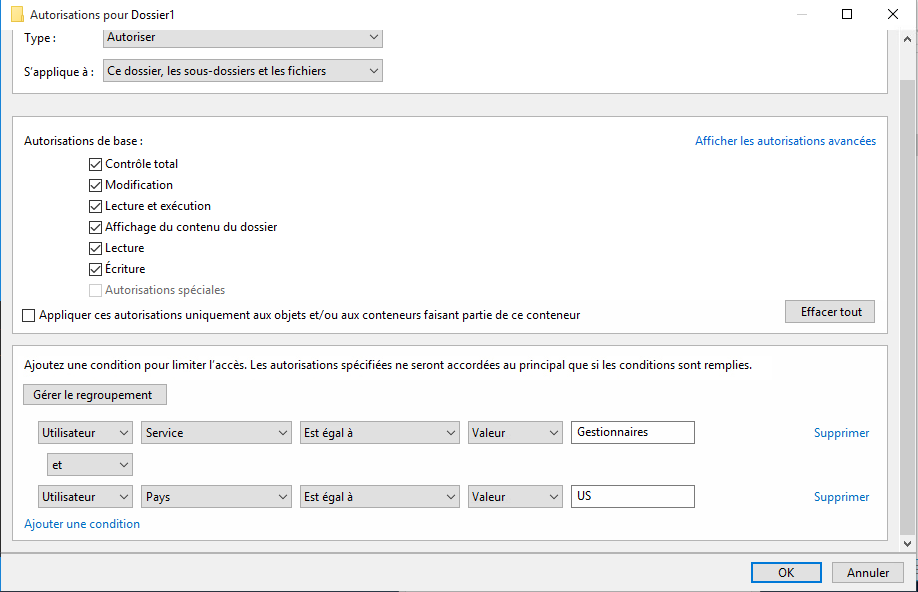 Autorisations pour Dossier1
Type : Autoriser
S'applique à : Ce dossier, les sous-dossiers et les fichiers
Autorisations de base : Afficher les autorisations avancées
Contrôle total
Modification
Lecture et exécution
Affichage du contenu du dossier
Lecture
Écriture
Autorisations spéciales
Appliquer ces autorisations uniquement aux objets et/ou aux conteneurs faisant partie de ce conteneur Effacer tout
Ajoutez une condition pour limiter l'accès. Les autorisations spécifiées ne seront accordées au principal que si les conditions sont remplies.
Gérer le regroupement
Utilisateur Service Est égal à Valeur Gestionnaires Supprimer
et
Utilisateur Pays Est égal à Valeur US Supprimer
Ajouter une condition
OK Annuler